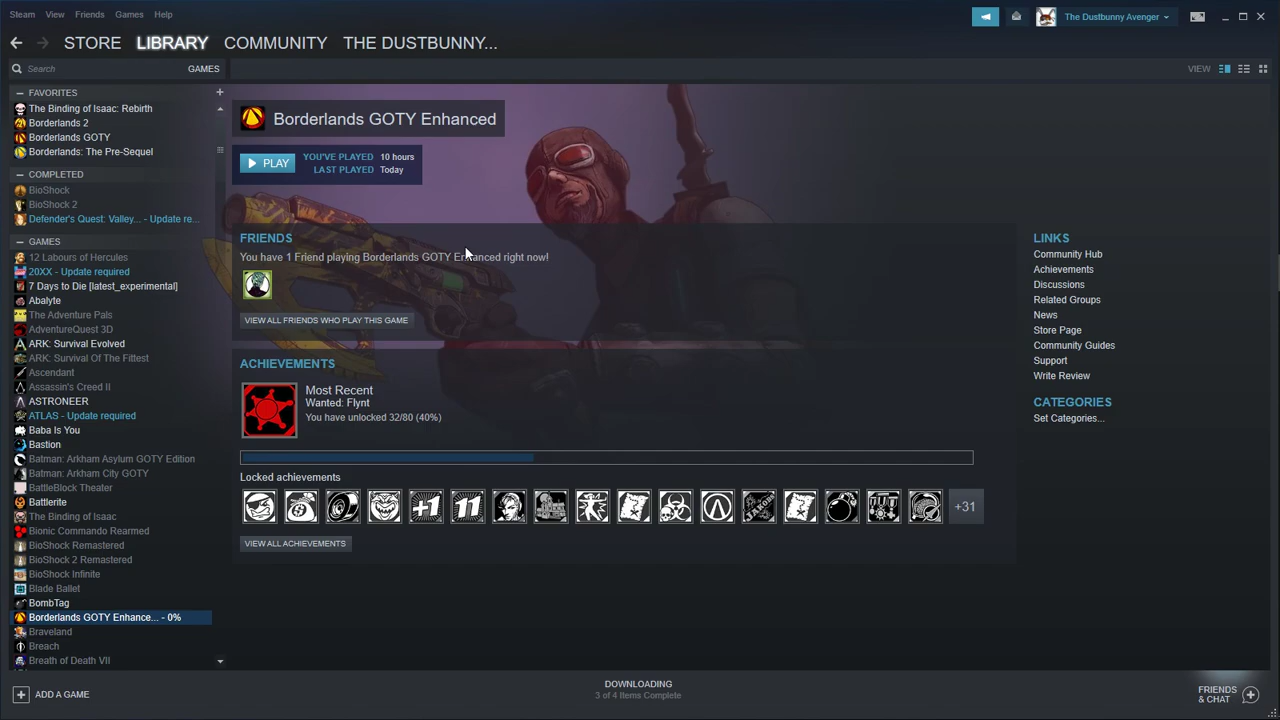 Steam View Friends Games Help
The Dustbunny Avenger
STORE LIBRARY COMMUNITY THE DUSTBUNNY...
Search GAMES
VIEW
FAVORITES
The Binding of Isaac: Rebirth
Borderlands 2
Borderlands GOTY
Borderlands: The Pre-Sequel
COMPLETED
BioShock
BioShock 2
Defender's Quest: Valley... - Update re...
GAMES
12 Labours of Hercules
20XX - Update required
7 Days to Die [latest_experimental]
Abalyte
The Adventure Pals
AdventureQuest 3D
ARK: Survival Evolved
ARK: Survival Of The Fittest
Ascendant
Assassin's Creed II
ASTRONEER
ATLAS - Update required
Baba Is You
Bastion
Batman: Arkham Asylum GOTY Edition
Batman: Arkham City GOTY
BattleBlock Theater
Battlerite
The Binding of Isaac
Bionic Commando Rearmed
BioShock Remastered
BioShock 2 Remastered
BioShock Infinite
Blade Ballet
BombTag
Borderlands GOTY Enhance... - 0%
Braveland
Breach
Breath of Death VII
Borderlands GOTY Enhanced
PLAY
YOU'VE PLAYED 10 hours
LAST PLAYED Today
FRIENDS
You have 1 Friend playing Borderlands GOTY Enhanced right now!
VIEW ALL FRIENDS WHO PLAY THIS GAME
ACHIEVEMENTS
Most Recent
Wanted: Flynt
You have unlocked 32/80 (40%)
Locked achievements
+1 11 +31
VIEW ALL ACHIEVEMENTS
LINKS
Community Hub
Achievements
Discussions
Related Groups
News
Store Page
Community Guides
Support
Write Review
CATEGORIES
Set Categories...
ADD A GAME
DOWNLOADING
3 of 4 Items Complete
FRIENDS
& CHAT